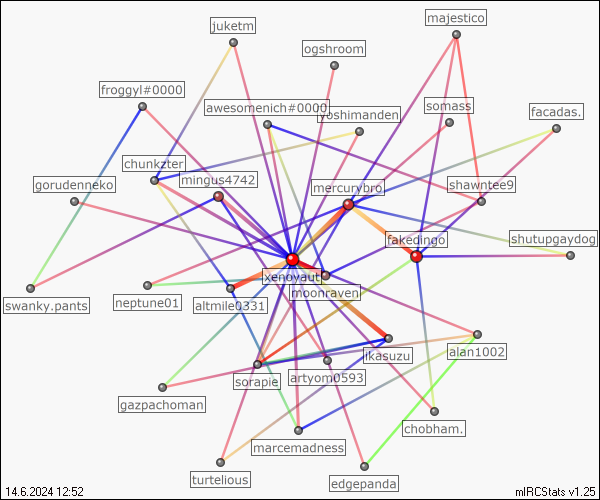 majestico
juketm
ogshroom
froggyl#0000
awesomenich#0000
somass
yoshimanden
facadas.
chunkzter
mingus4742
gorudenneko
mercurybro
shawntee9
fakedingo
shutupgaydog
xenoyaut
moonraven
swanky.pants
neptune01
altmile0331
ikasuzu
alan1002
sorapie
artyom0593
gazpachoman
chobham.
marcemadness
turtelious
edgepanda
14.6.2024 12:52
mIRCStats v1.25